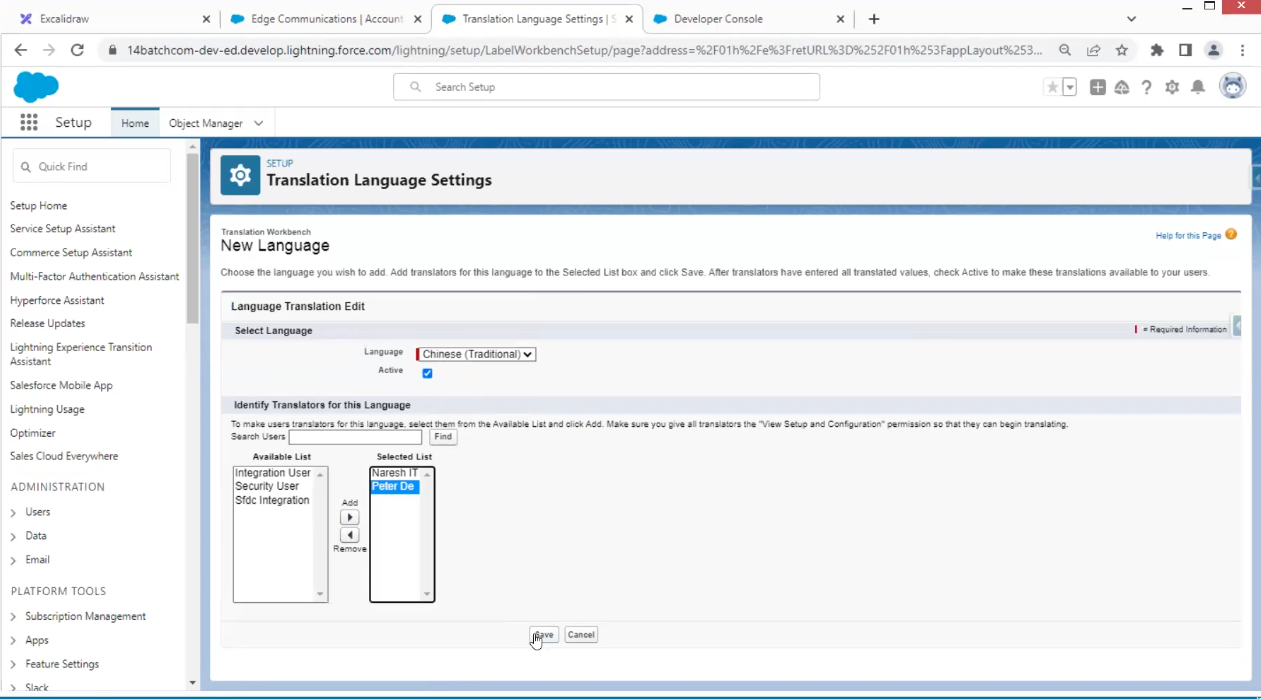 Excalidraw
Edge Communications | Account
Translation Language Settings | S
Developer Console
14batchcom-dev-ed.develop.lightning.force.com/lightning/setup/LabelWorkbenchSetup/page?address=%2F01h%2Fe%3FretURL%3D%252F01h%253FappLayout%253...
Search Setup
Setup
Home
Object Manager
Quick Find
Setup Home
Service Setup Assistant
Commerce Setup Assistant
Multi-Factor Authentication Assistant
Hyperforce Assistant
Release Updates
Lightning Experience Transition
Assistant
Salesforce Mobile App
Lightning Usage
Optimizer
Sales Cloud Everywhere
ADMINISTRATION
Users
Data
Email
PLATFORM TOOLS
Subscription Management
Apps
Feature Settings
Slack
SETUP
Translation Language Settings
Translation Workbench
New Language
Help for this Page
Choose the language you wish to add. Add translators for this language to the Selected List box and click Save. After translators have entered all translated values, check Active to make these translations available to your users.
Language Translation Edit
Select Language
= Required Information
Language
Chinese (Traditional)
Active
Identify Translators for this Language
To make users translators for this language, select them from the Available List and click Add. Make sure you give all translators the "View Setup and Configuration" permission so that they can begin translating.
Search Users
Find
Available List
Selected List
Integration User
Security User
Sfdc Integration
Add
Remove
Naresh IT
Peter De
Save
Cancel